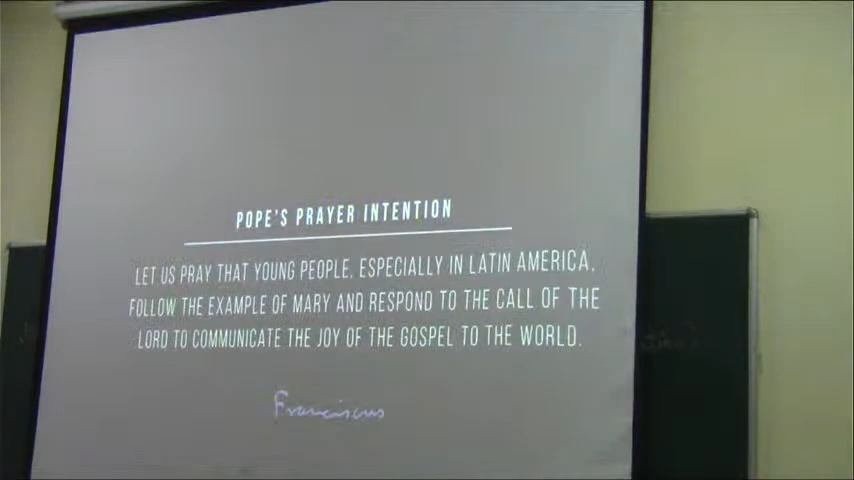 POPE'S PRAYER INTENTION
LET US PRAY THAT YOUNG PEOPLE, ESPECIALLY IN LATIN AMERICA,
FOLLOW THE EXAMPLE OF MARY AND RESPOND TO THE CALL OF THE
LORD TO COMMUNICATE THE JOY OF THE GOSPEL TO THE WORLD.
Franciscus